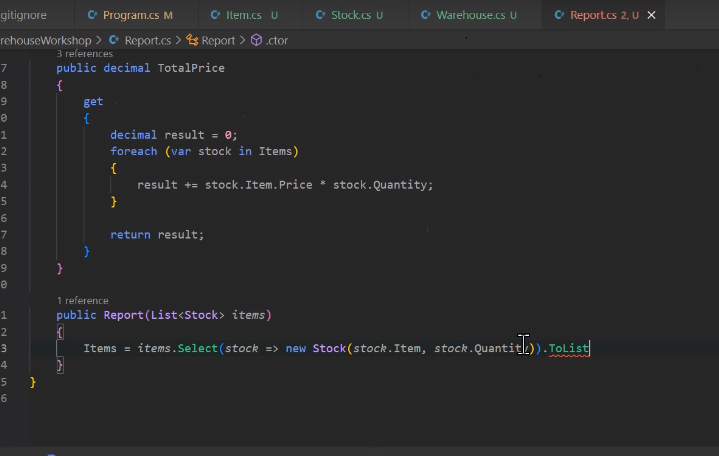 gitignore Program.cs M Item.cs U Stock.cs U Warehouse.cs U Report.cs 2, U
rehouseWorkshop > Report.cs > Report > .ctor
3 references
7 public decimal TotalPrice
8 {
9 get
0 {
1 decimal result = 0;
2 foreach (var stock in Items)
3 {
4 result += stock.Item.Price * stock.Quantity;
5 }
6
7 return result;
8 }
9 }
0
1 reference
1 public Report(List<Stock> items)
2 {
3 Items = items.Select(stock => new Stock(stock.Item, stock.Quantity)).ToList
4 }
5 }
6